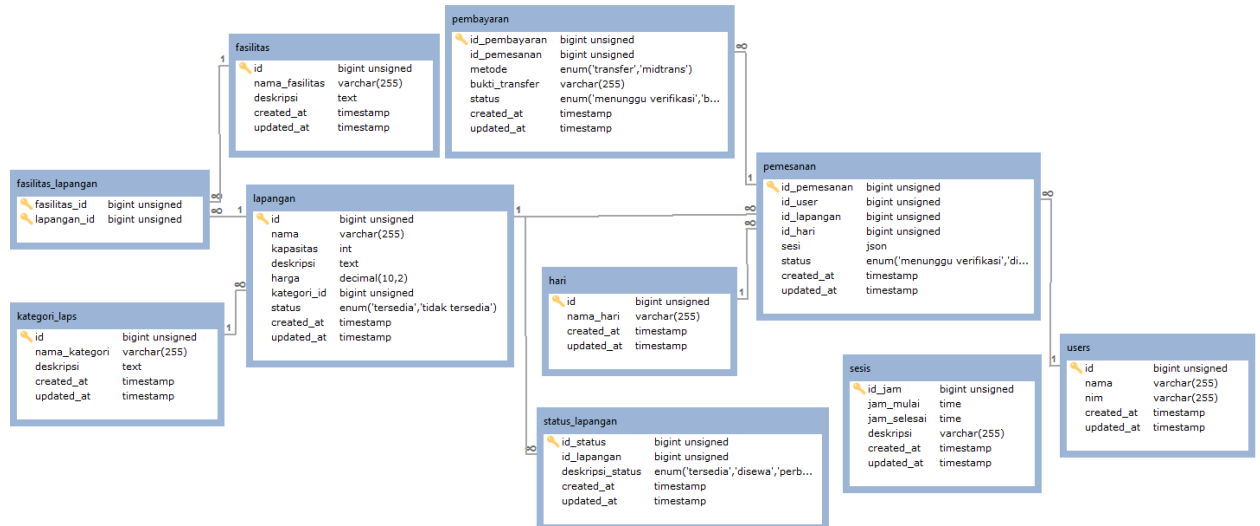 pembayaran
id_pembayaran bigint unsigned
id_pemesanan bigint unsigned
metode enum('transfer','midtrans')
bukti_transfer varchar(255)
status enum('menunggu verifikasi','b...
created_at timestamp
updated_at timestamp
fasilitas
id bigint unsigned
nama_fasilitas varchar(255)
deskripsi text
created_at timestamp
updated_at timestamp
fasilitas_lapangan
fasilitas_id bigint unsigned
lapangan_id bigint unsigned
lapangan
id bigint unsigned
nama varchar(255)
kapasitas int
deskripsi text
harga decimal(10,2)
kategori_id bigint unsigned
status enum('tersedia','tidak tersedia')
created_at timestamp
updated_at timestamp
pemesanan
id_pemesanan bigint unsigned
id_user bigint unsigned
id_lapangan bigint unsigned
id_hari bigint unsigned
sesi json
status enum('menunggu verifikasi','di...
created_at timestamp
updated_at timestamp
kategori_laps
id bigint unsigned
nama_kategori varchar(255)
deskripsi text
created_at timestamp
updated_at timestamp
hari
id bigint unsigned
nama_hari varchar(255)
created_at timestamp
updated_at timestamp
users
id bigint unsigned
nama varchar(255)
nim varchar(255)
created_at timestamp
updated_at timestamp
sesis
id_jam bigint unsigned
jam_mulai time
jam_selesai time
deskripsi varchar(255)
created_at timestamp
updated_at timestamp
status_lapangan
id_status bigint unsigned
id_lapangan bigint unsigned
deskripsi_status enum('tersedia','disewa','perb...
created_at timestamp
updated_at timestamp
1
∞
1
∞
1
∞
1
∞
1
∞
∞
1
∞
1
∞
1